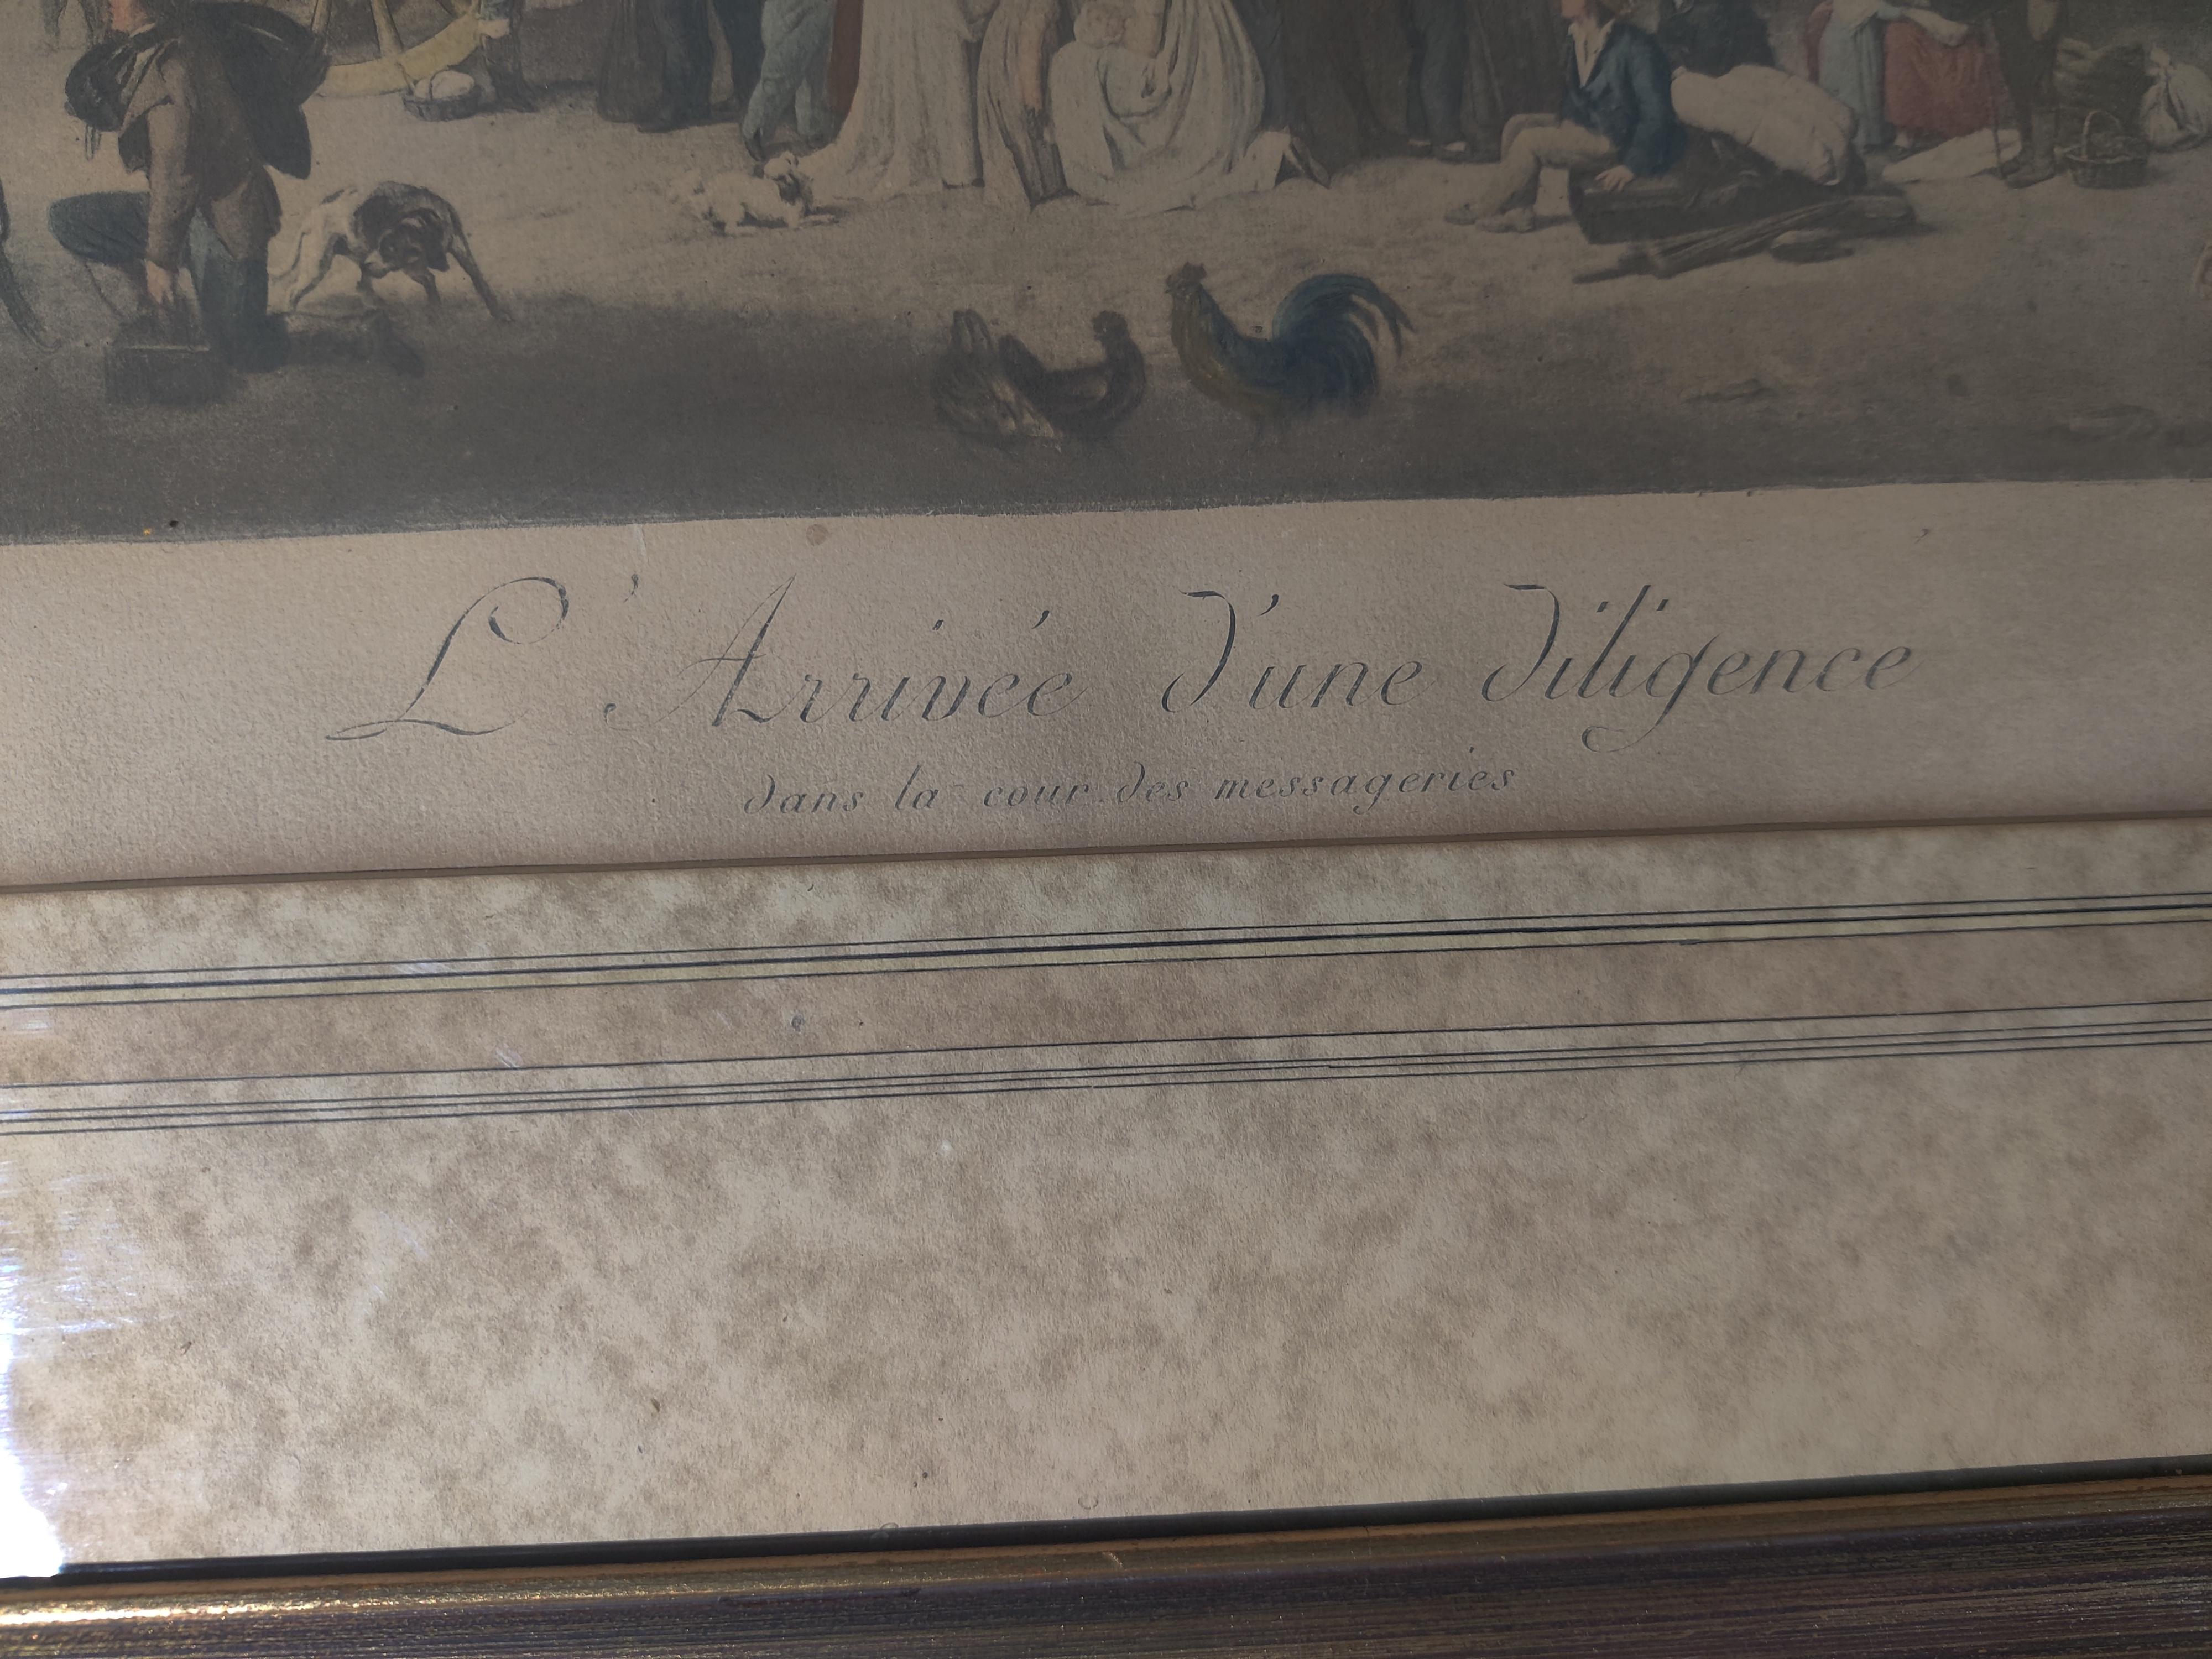 L'Arrivée d'une diligence
dans la cour des messageries